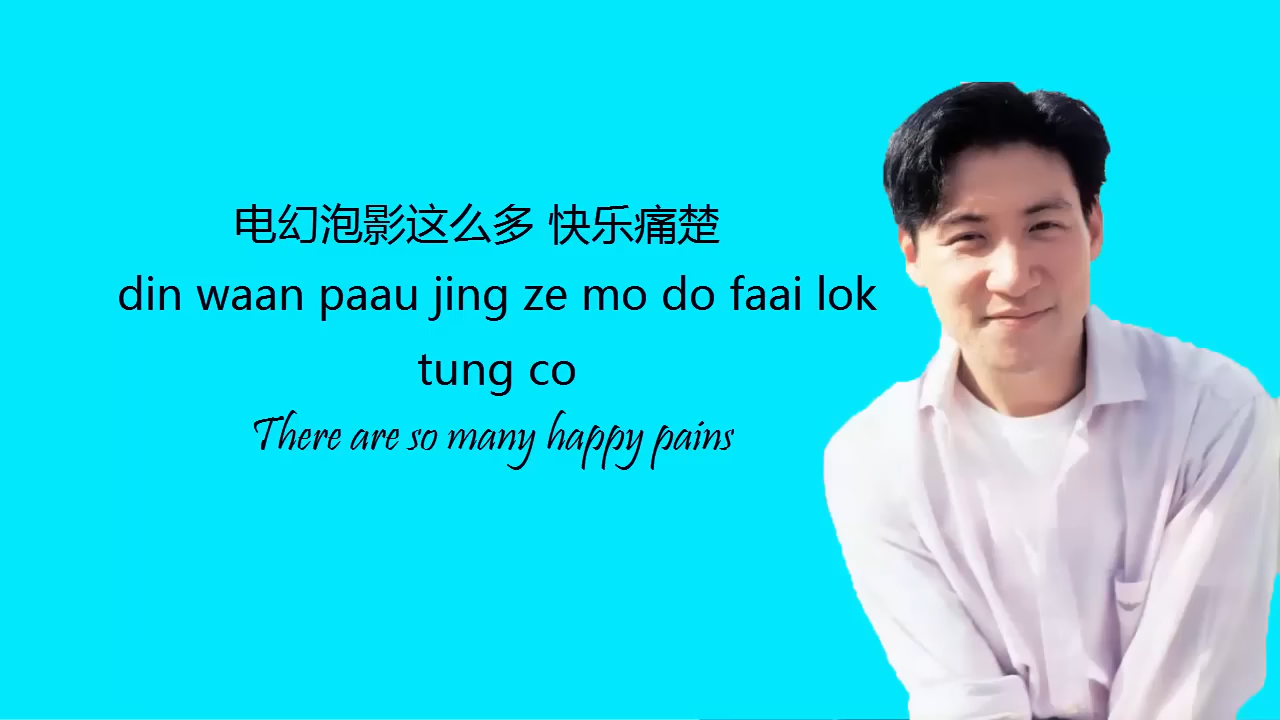 电幻泡影这么多 快乐痛楚
din waan paau jing ze mo do faai lok
tung co
There are so many happy pains